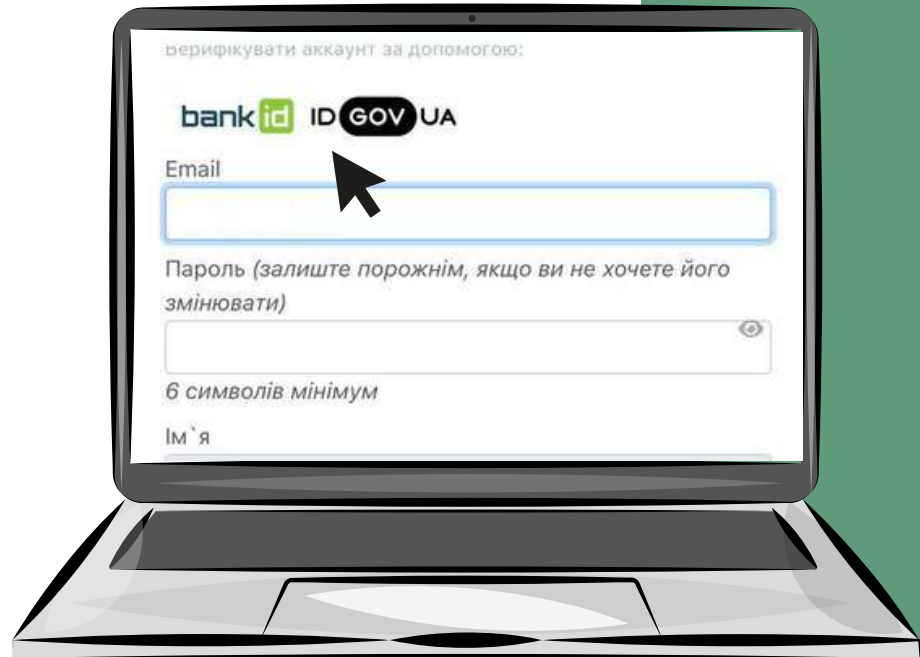 Верифікувати аккаунт за допомогою:
bank id ID GOV UA
Email
Пароль (залиште порожнім, якщо ви не хочете його
змінювати)
6 символів мінімум
Ім`я